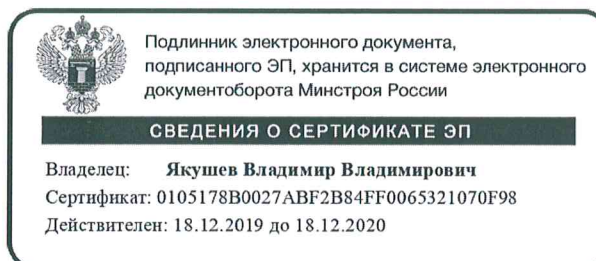 Подлинник электронного документа,
подписанного ЭП, хранится в системе электронного
документоборота Минстроя России
СВЕДЕНИЯ О СЕРТИФИКАТЕ ЭП
Владелец: Якушев Владимир Владимирович
Сертификат: 0105178B0027ABF2B84FF0065321070F98
Действителен: 18.12.2019 до 18.12.2020